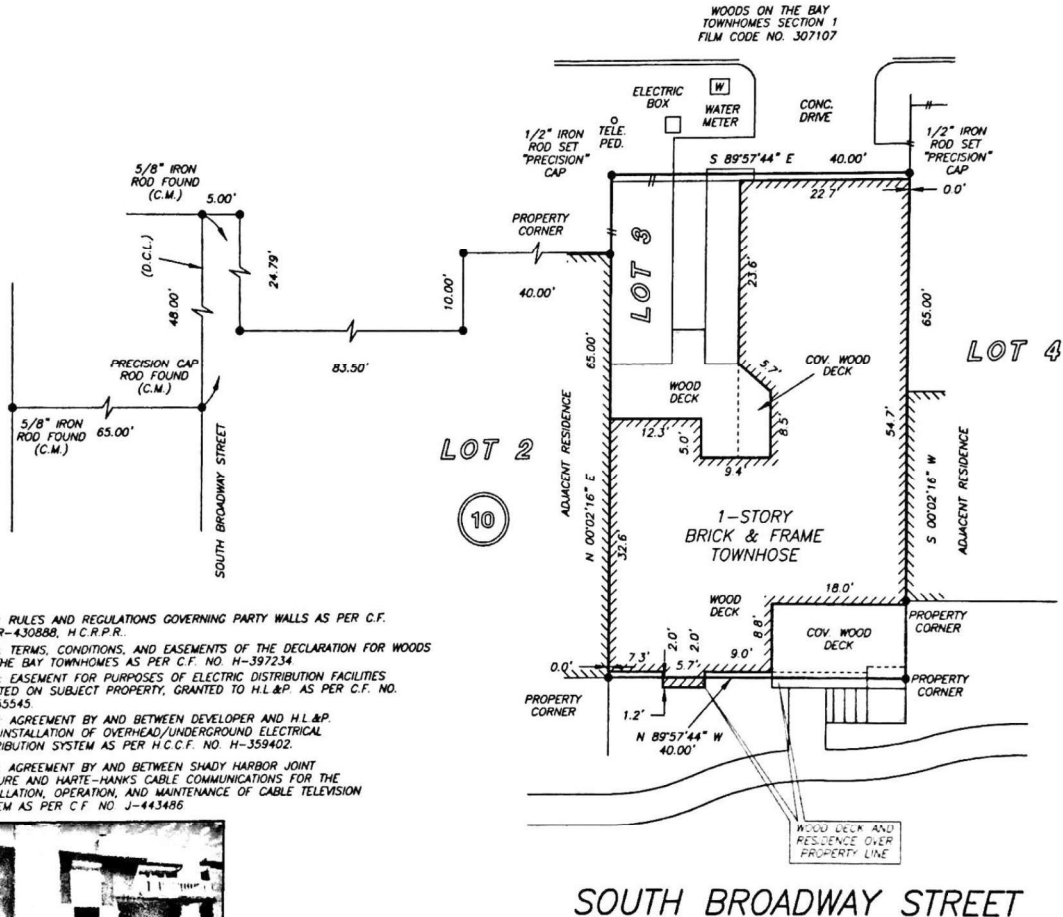 WOODS ON THE BAY
TOWNHOMES SECTION 1
FILM CODE NO. 307107
ELECTRIC
BOX
W
WATER
METER
CONC.
DRIVE
TELE.
PED.
1/2" IRON
ROD SET
"PRECISION"
CAP
1/2" IRON
ROD SET
"PRECISION"
CAP
S 89°57'44" E
40.00'
0.0'
22.7'
5/8" IRON
ROD FOUND
(C.M.)
5.00'
(D.C.L.)
24.79'
48.00'
PROPERTY
CORNER
10.00'
40.00'
83.50'
PRECISION CAP
ROD FOUND
(C.M.)
5/8" IRON
ROD FOUND
(C.M.)
65.00'
SOUTH BROADWAY STREET
LOT 3
23.6'
65.00'
65.00'
LOT 4
5.7'
COV. WOOD
DECK
WOOD
DECK
8.5'
54.7'
12.3'
5.0'
9.4'
LOT 2
10
ADJACENT RESIDENCE
N 00°02'16" E
32.6'
S 00°02'16" W
ADJACENT RESIDENCE
1-STORY
BRICK & FRAME
TOWNHOSE
18.0'
WOOD
DECK
8.8'
COV. WOOD
DECK
PROPERTY
CORNER
PROPERTY
CORNER
0.0'
7.3'
2.0'
2.0'
5.7'
9.0'
1.2'
PROPERTY
CORNER
N 89°57'44" W
40.00'
WOOD DECK AND
RESIDENCE OVER
PROPERTY LINE
SOUTH BROADWAY STREET
RULES AND REGULATIONS GOVERNING PARTY WALLS AS PER C.F.
R-430888, H.C.R.P.R..
TERMS, CONDITIONS, AND EASEMENTS OF THE DECLARATION FOR WOODS
HE BAY TOWNHOMES AS PER C.F. NO. H-397234
EASEMENT FOR PURPOSES OF ELECTRIC DISTRIBUTION FACILITIES
TED ON SUBJECT PROPERTY, GRANTED TO H.L.&P. AS PER C.F. NO.
55545.
AGREEMENT BY AND BETWEEN DEVELOPER AND H.L.&P.
INSTALLATION OF OVERHEAD/UNDERGROUND ELECTRICAL
RIBUTION SYSTEM AS PER H.C.C.F. NO. H-359402.
AGREEMENT BY AND BETWEEN SHADY HARBOR JOINT
URE AND HARTE-HANKS CABLE COMMUNICATIONS FOR THE
LLATION, OPERATION, AND MAINTENANCE OF CABLE TELEVISION
EM AS PER C.F. NO. J-443486